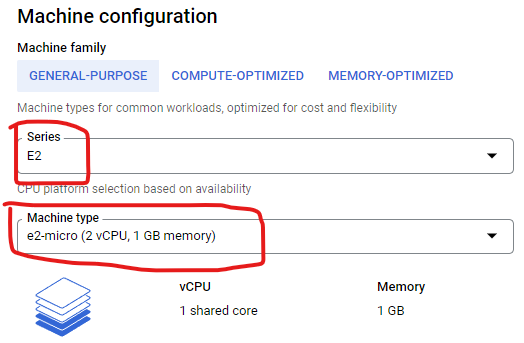 Machine configuration
Machine family
GENERAL-PURPOSE COMPUTE-OPTIMIZED MEMORY-OPTIMIZED
Machine types for common workloads, optimized for cost and flexibility
Series
E2
CPU platform selection based on availability
Machine type
e2-micro (2 vCPU, 1 GB memory)
vCPU Memory
1 shared core 1 GB